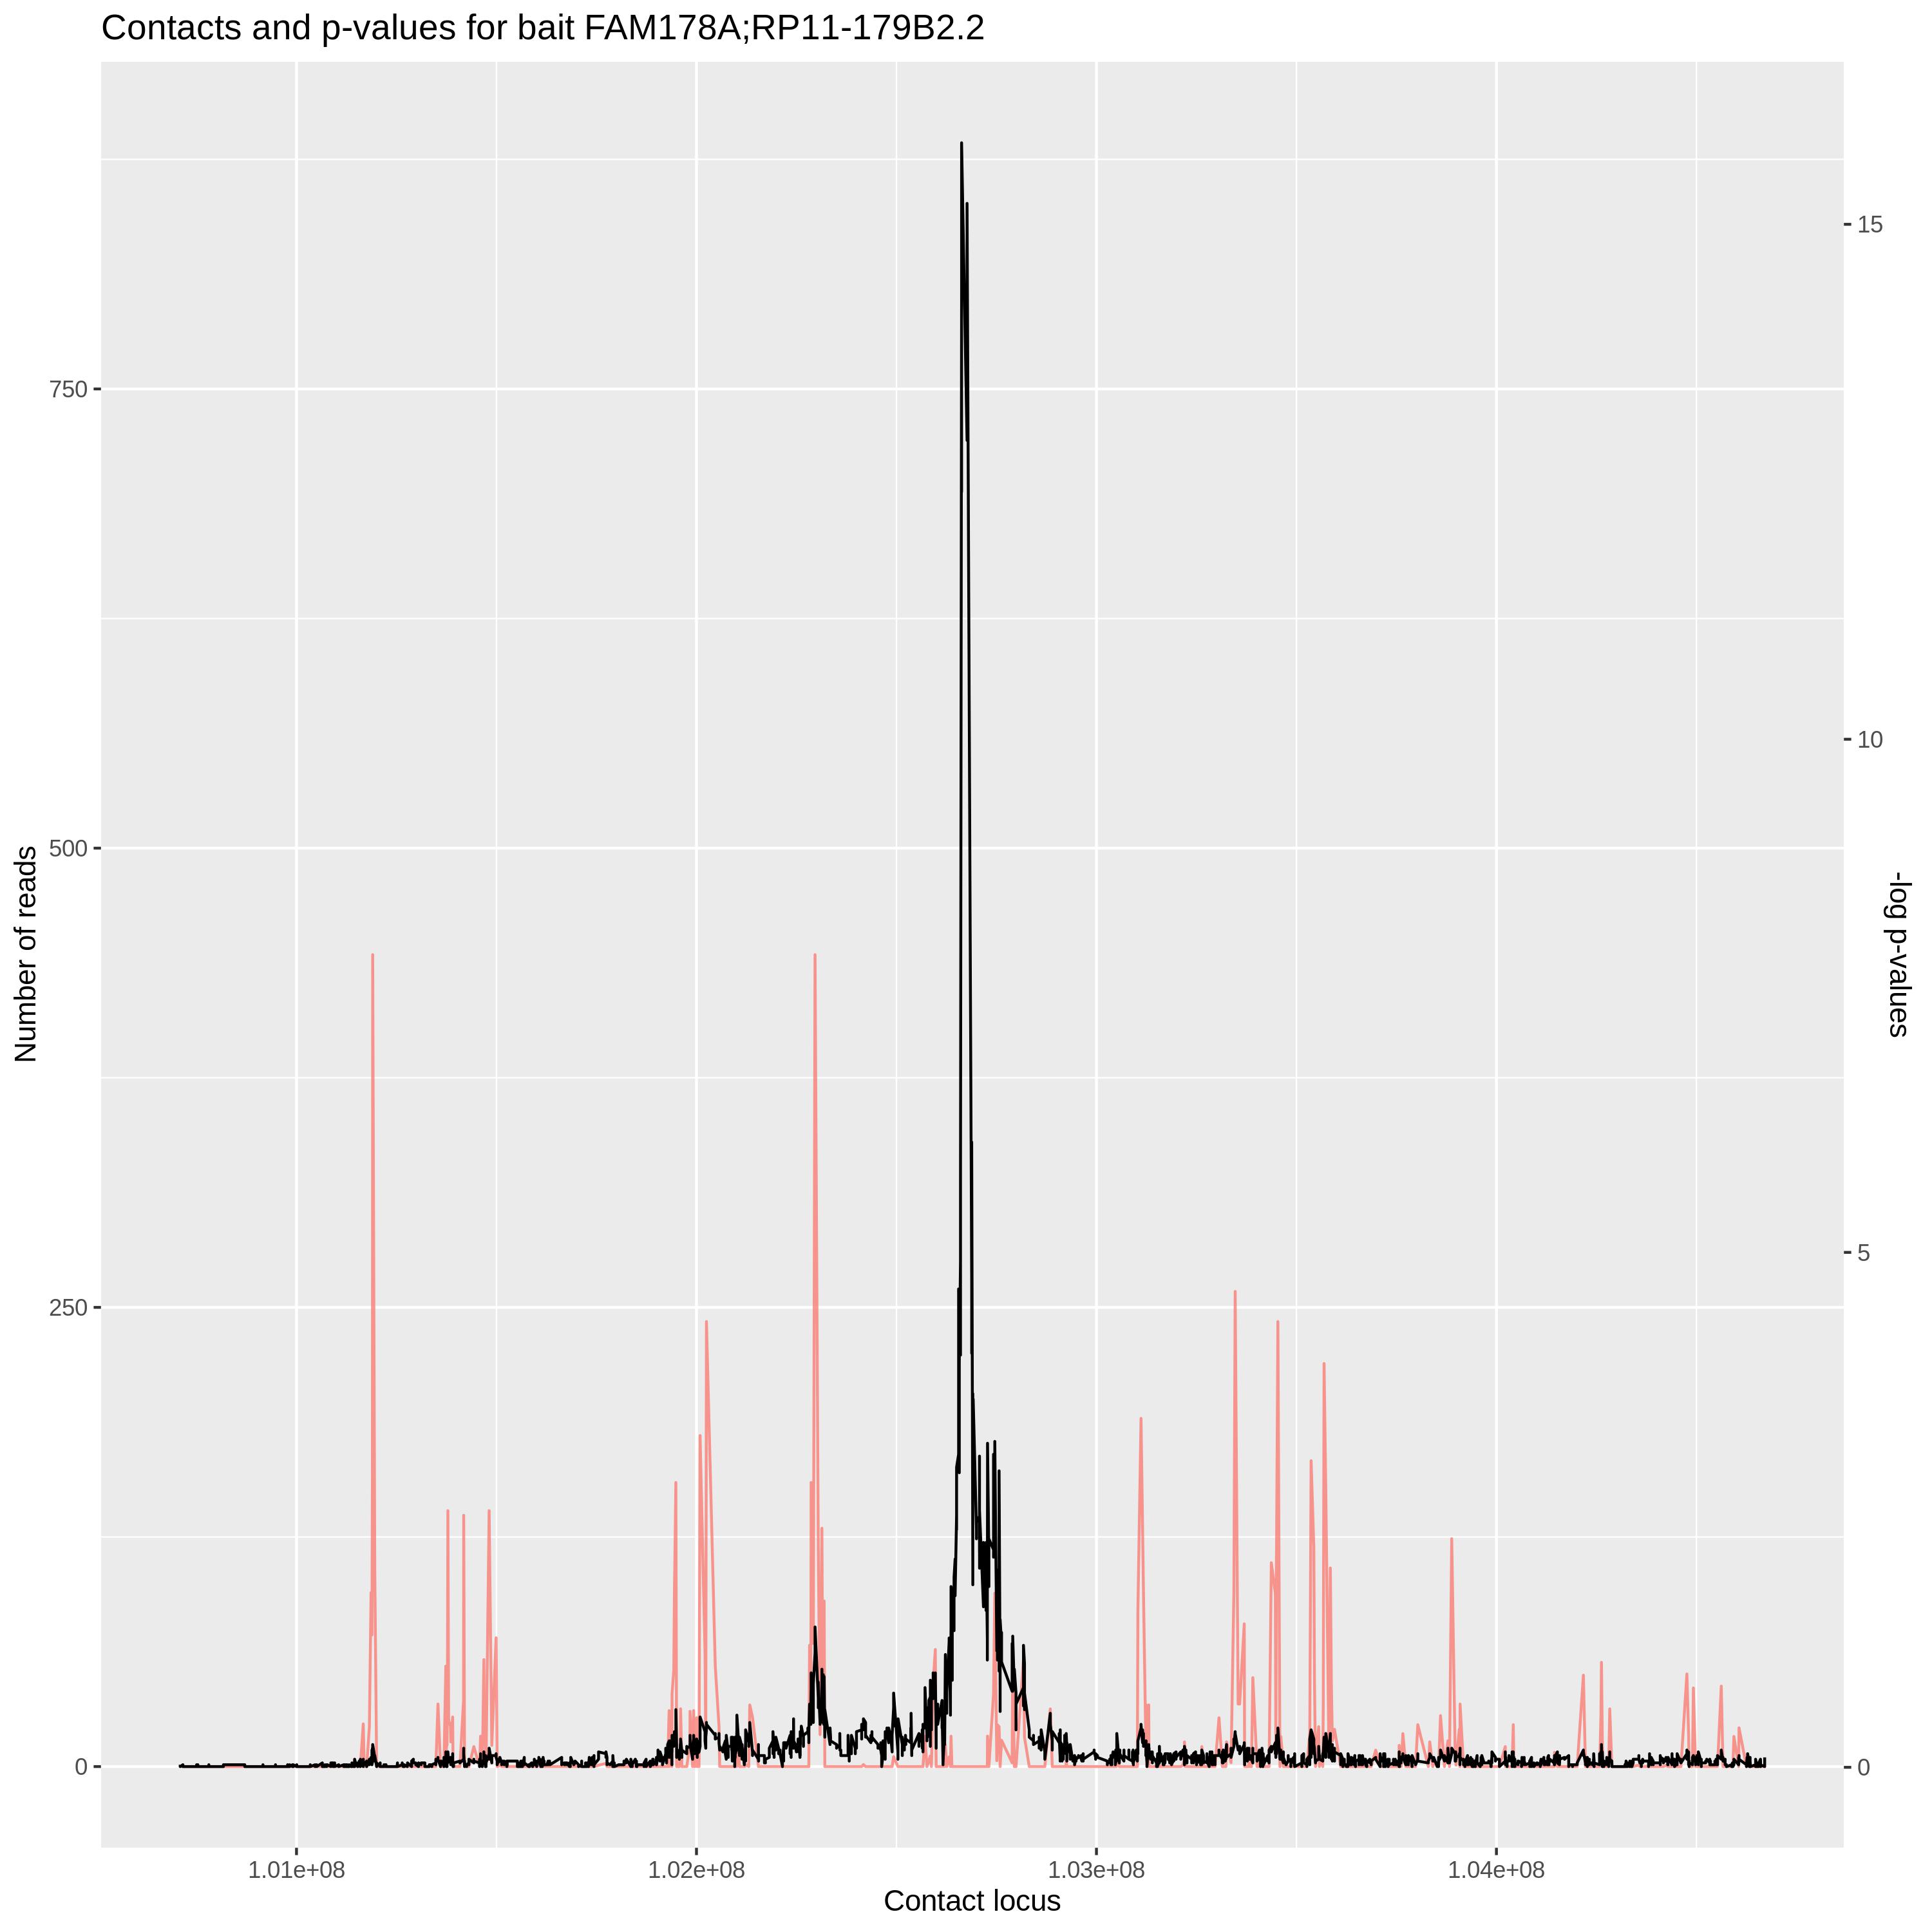 Contacts and p-values for bait FAM178A;RP11-179B2.2
Number of reads
750
500
250
0
15
10
5
0
-log p-values
1.01e+08
1.02e+08
1.03e+08
1.04e+08
Contact locus